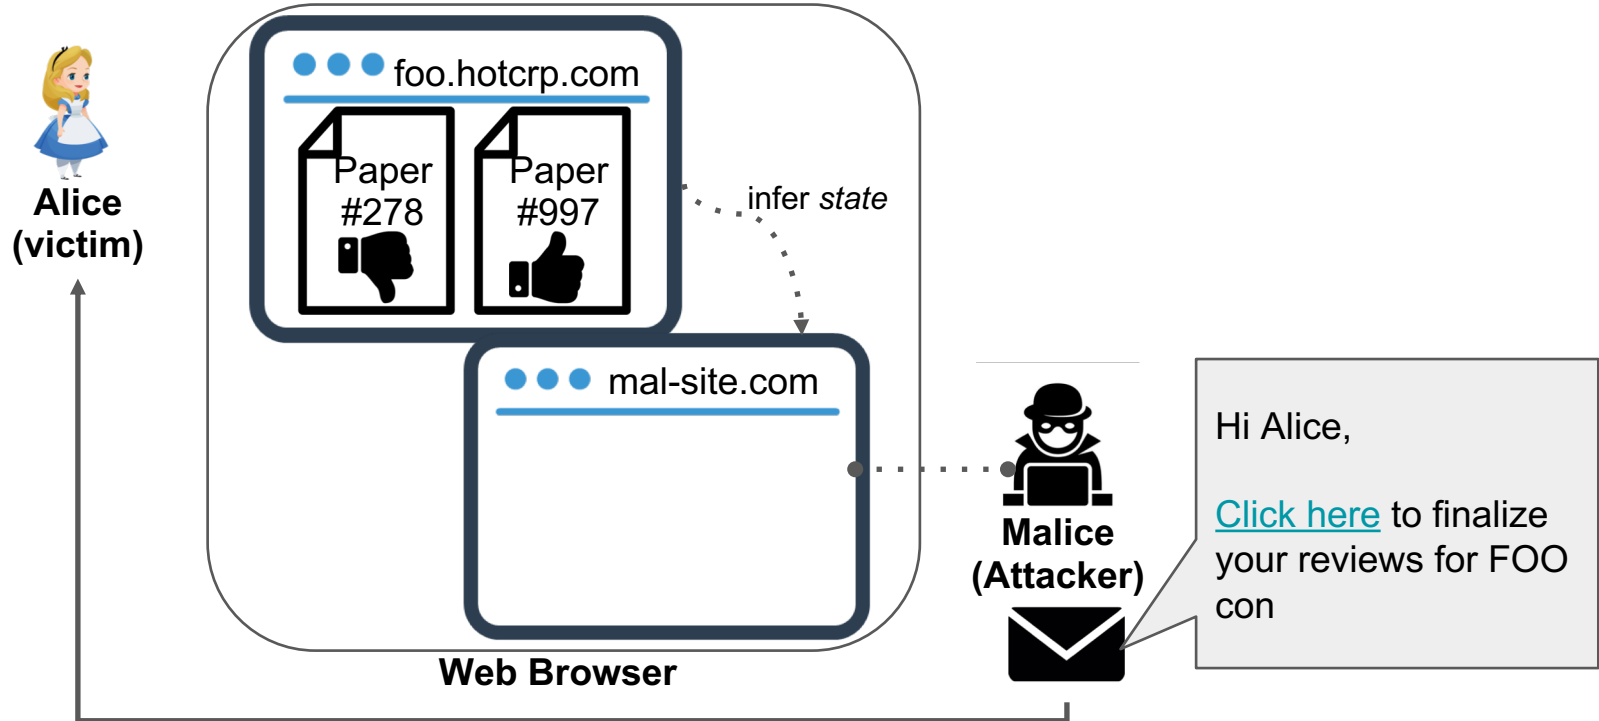 foo.hotcrp.com
Paper
#278
Paper
#997
infer state
Alice
(victim)
mal-site.com
Malice
(Attacker)
Hi Alice,
Click here to finalize
your reviews for FOO
con
Web Browser